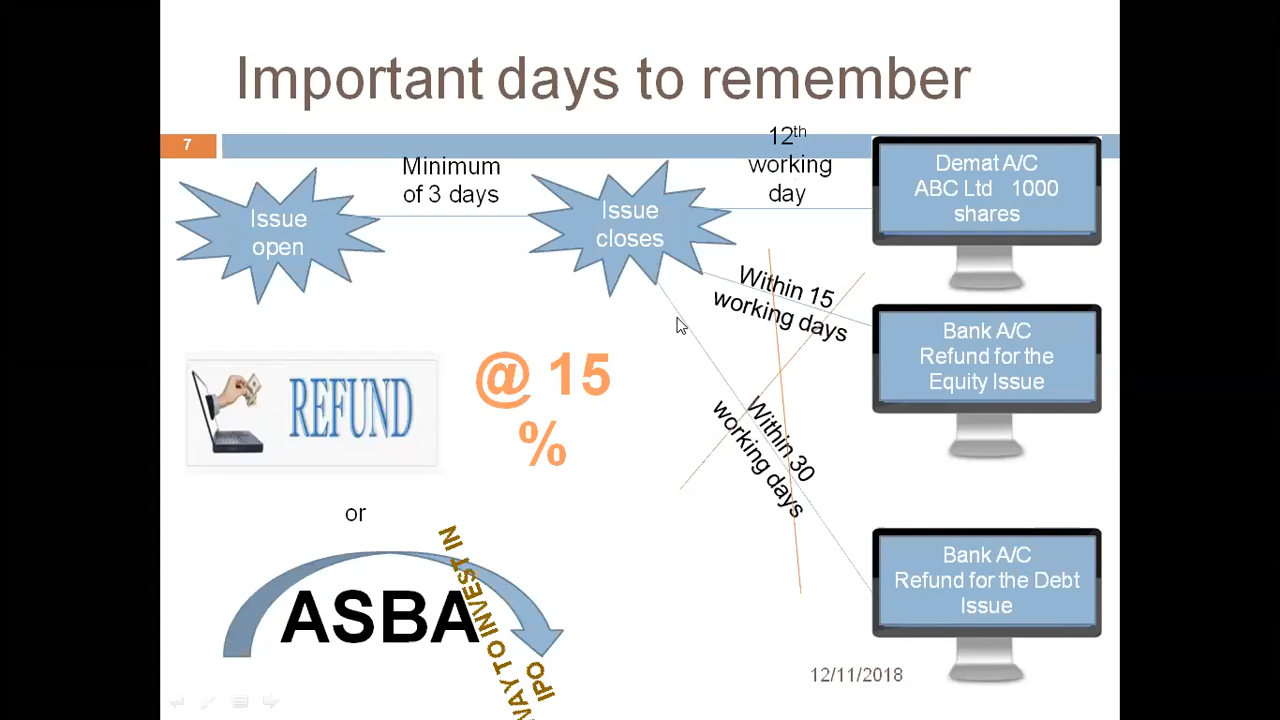 Important days to remember
7
Issue
open
Minimum
of 3 days
Issue
closes
12th
working
day
Demat A/C
ABC Ltd 1000
shares
Within 15
working days
Bank A/C
Refund for the
Equity Issue
REFUND
@ 15
%
Within 30
working days
or
ASBA
WAY TO INVEST IN
IPO
Bank A/C
Refund for the Debt
Issue
12/11/2018